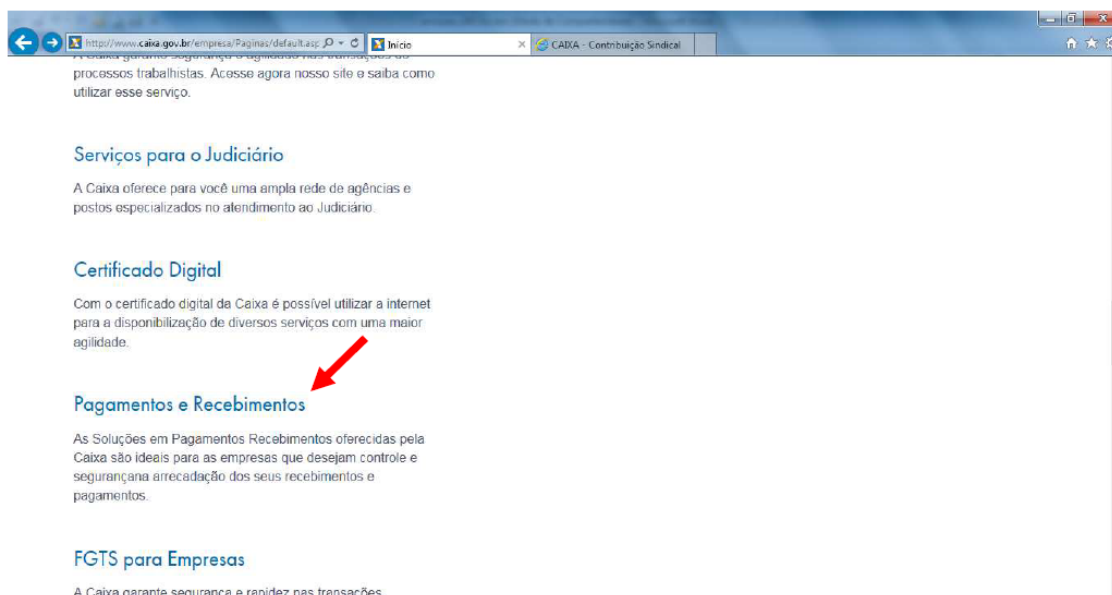 http://www.caixa.gov.br/empresa/Paginas/default.asp
Início
CAIXA - Contribuição Sindical
processos trabalhistas. Acesse agora nosso site e saiba como
utilizar esse serviço.
Serviços para o Judiciário
A Caixa oferece para você uma ampla rede de agências e
postos especializados no atendimento ao Judiciário.
Certificado Digital
Com o certificado digital da Caixa é possível utilizar a internet
para a disponibilização de diversos serviços com uma maior
agilidade.
Pagamentos e Recebimentos
As Soluções em Pagamentos Recebimentos oferecidas pela
Caixa são ideais para as empresas que desejam controle e
segurançana arrecadação dos seus recebimentos e
pagamentos.
FGTS para Empresas
A Caixa garante segurança e rapidez nas transações